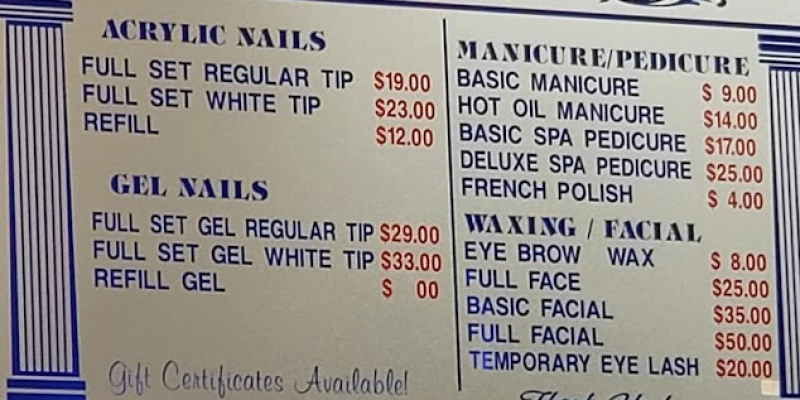 ACRYLIC NAILS
FULL SET REGULAR TIP $19.00
FULL SET WHITE TIP $23.00
REFILL $12.00
GEL NAILS
FULL SET GEL REGULAR TIP $29.00
FULL SET GEL WHITE TIP $33.00
REFILL GEL $ 00
Gift Certificates Available!
MANICURE/PEDICURE
BASIC MANICURE $ 9.00
HOT OIL MANICURE $14.00
BASIC SPA PEDICURE $17.00
DELUXE SPA PEDICURE $25.00
FRENCH POLISH $ 4.00
WAXING / FACIAL
EYE BROW WAX $ 8.00
FULL FACE $25.00
BASIC FACIAL $35.00
FULL FACIAL $50.00
TEMPORARY EYE LASH $20.00